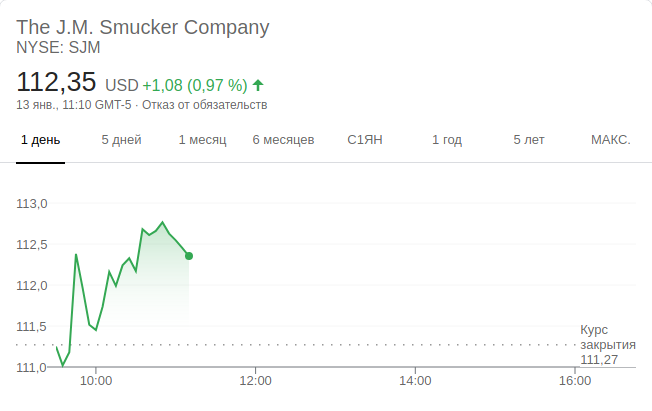 The J.M. Smucker Company
NYSE: SJM
112,35 USD +1,08 (0,97 %)
13 янв., 11:10 GMT-5 · Отказ от обязательств
1 день 5 дней 1 месяц 6 месяцев С1ЯН 1 год 5 лет МАКС.
113,0
112,5
112,0
111,5
111,0
Курс
закрытия
111,27
10:00 12:00 14:00 16:00